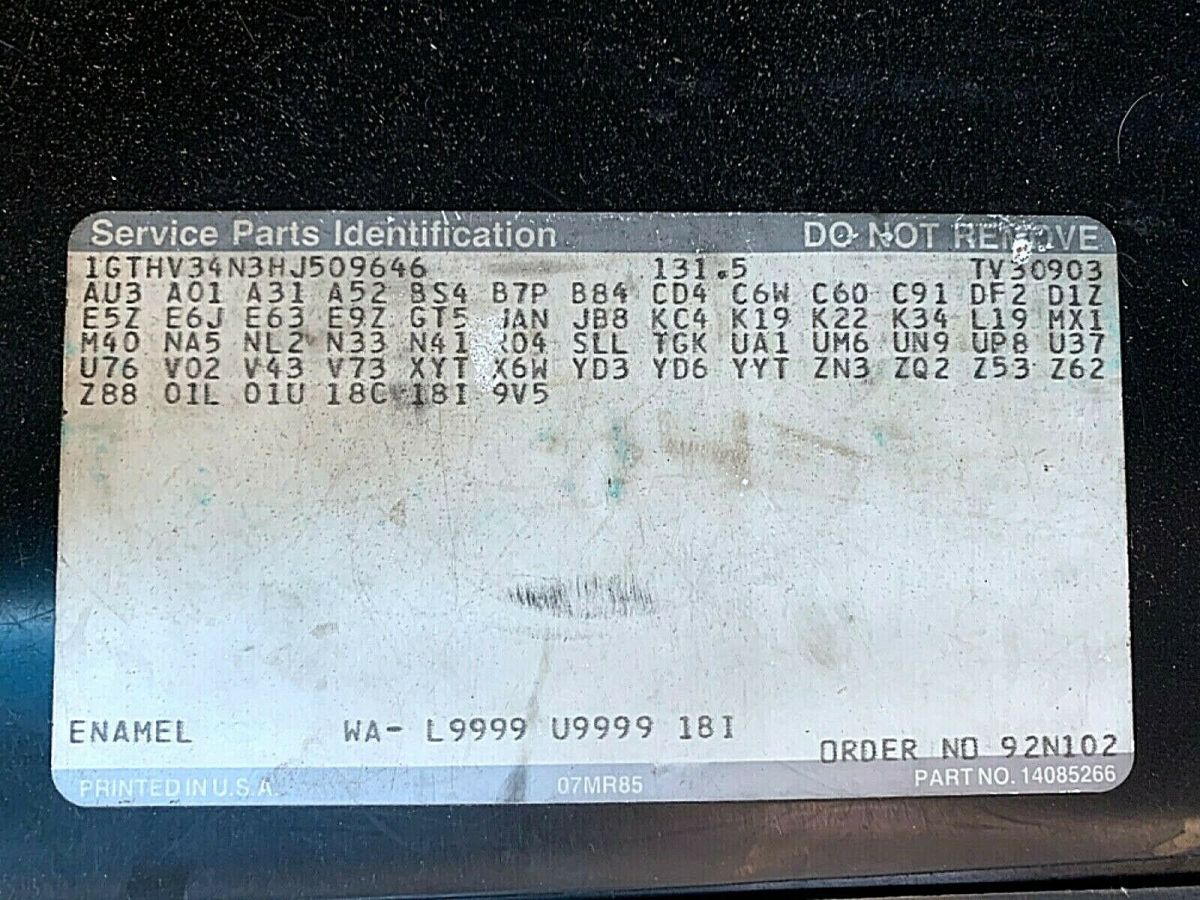 Service Parts Identification DO NOT REMOVE
1GTHV34N3HJ509646 131.5 TV30903
AU3 A01 A31 A52 BS4 B7P B84 CD4 C6W C60 C91 DF2 D1Z
E5Z E6J E63 E9Z GT5 JAN JB8 KC4 K19 K22 K34 L19 MX1
M40 NA5 NL2 N33 N41 R04 SLL TGK UA1 UM6 UN9 UP8 U37
U76 V02 V43 V73 XYT X6W YD3 YD6 YYT ZN3 ZQ2 Z53 Z62
Z88 01L 01U 18C 18I 9V5
ENAMEL WA- L9999 U9999 18I
ORDER NO 92N102
PRINTED IN U.S.A. 07MR85 PART NO. 14085266